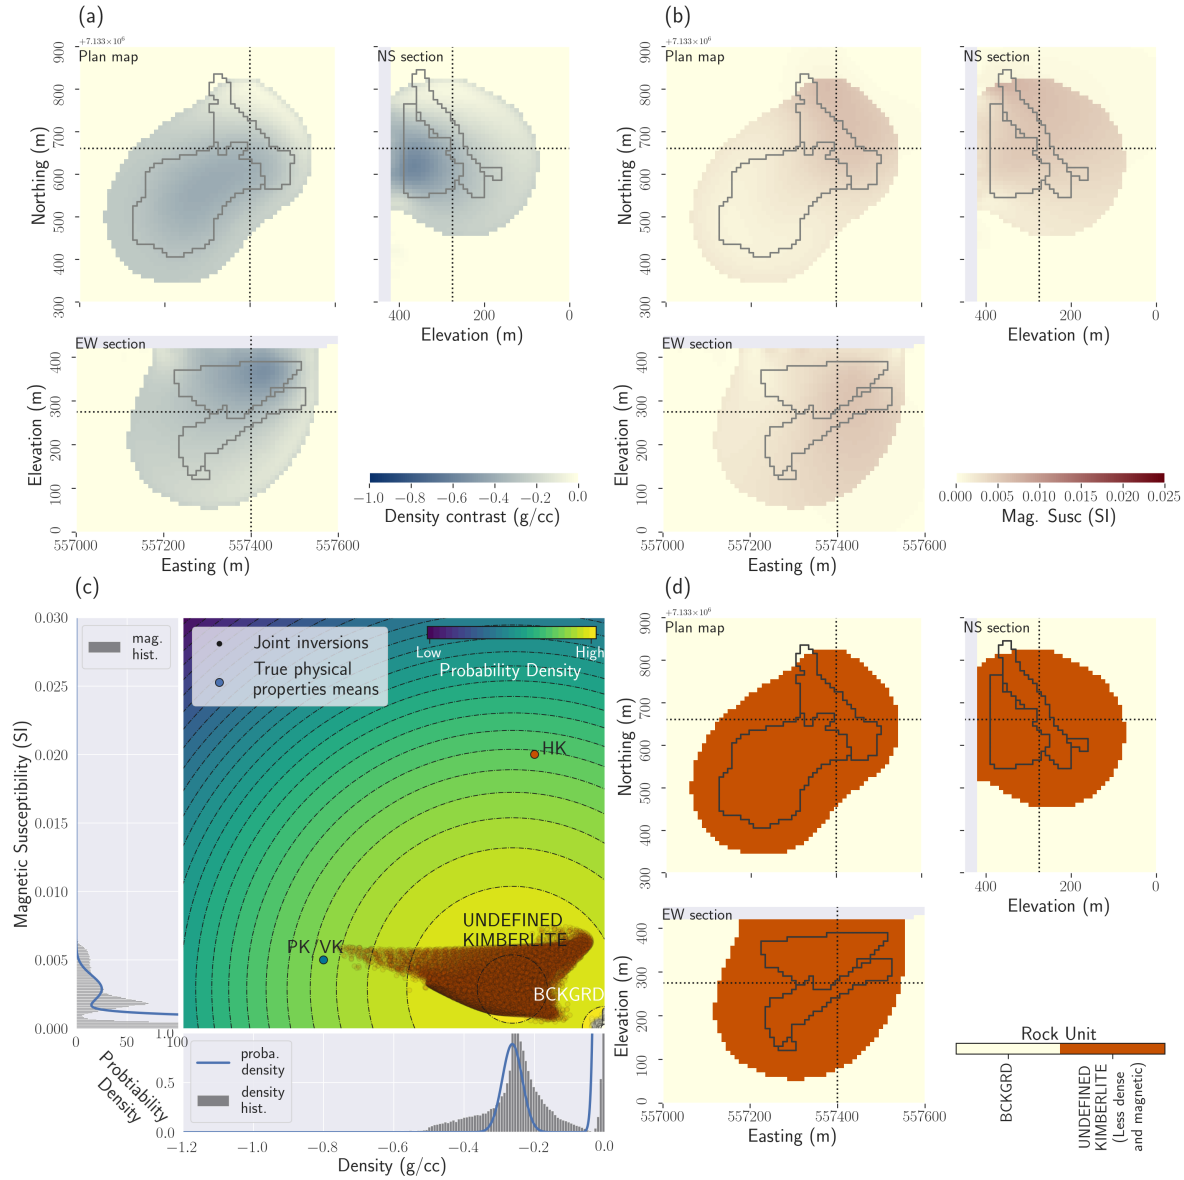 (a)
+7.133×10⁶
Plan map
NS section
900
800
700
600
500
400
300
Northing (m)
400
200
0
Elevation (m)
EW section
400
300
200
100
0
Elevation (m)
557000
557200
557400
557600
Easting (m)
−1.0
−0.8
−0.6
−0.4
−0.2
0.0
Density contrast (g/cc)
(b)
+7.133×10⁶
Plan map
NS section
900
800
700
600
500
400
300
Northing (m)
400
200
0
Elevation (m)
EW section
400
300
200
100
0
Elevation (m)
557000
557200
557400
557600
Easting (m)
0.000
0.005
0.010
0.015
0.020
0.025
Mag. Susc (SI)
(c)
0.030
0.025
0.020
0.015
0.010
0.005
0.000
Magnetic Susceptibility (SI)
mag.
hist.
0
50
100
Probtiability
Density
Joint inversions
True physical
properties means
Low
High
Probability Density
HK
PK/VK
UNDEFINED
KIMBERLITE
BCKGRD
1.0
0.5
0.0
proba.
density
density
hist.
−1.2
−1.0
−0.8
−0.6
−0.4
−0.2
0.0
Density (g/cc)
(d)
+7.133×10⁶
Plan map
NS section
900
800
700
600
500
400
300
Northing (m)
400
200
0
Elevation (m)
EW section
400
300
200
100
0
Elevation (m)
557000
557200
557400
557600
Easting (m)
Rock Unit
BCKGRD
UNDEFINED
KIMBERLITE
(Less dense
and magnetic)